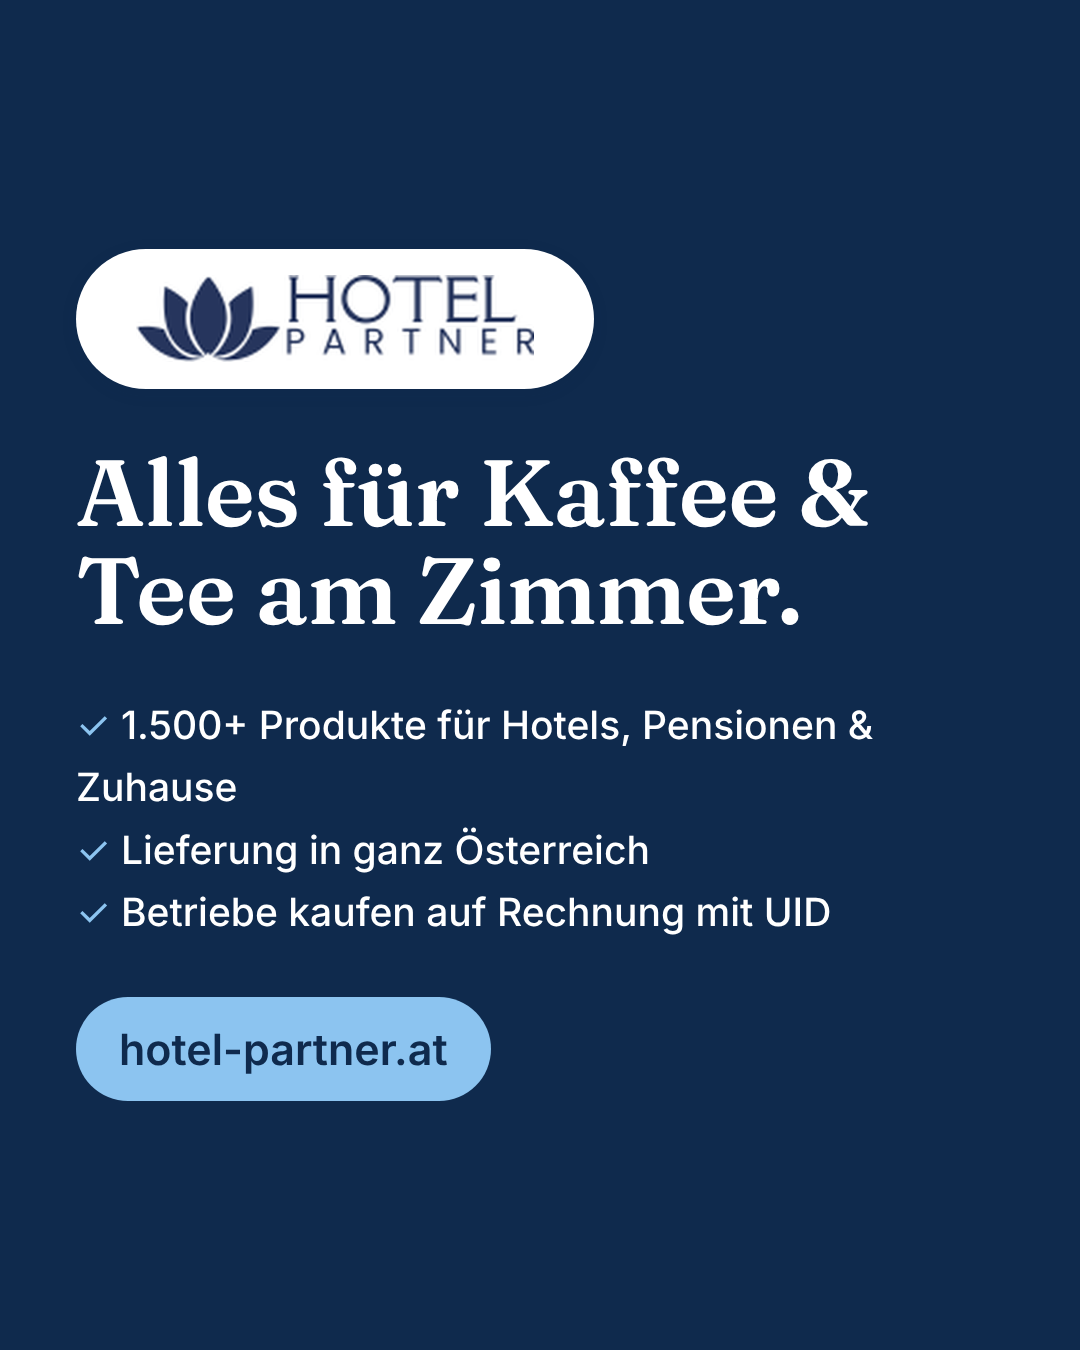 HOTEL
PARTNER
Alles für Kaffee &
Tee am Zimmer.
✓ 1.500+ Produkte für Hotels, Pensionen &
Zuhause
✓ Lieferung in ganz Österreich
✓ Betriebe kaufen auf Rechnung mit UID
hotel-partner.at